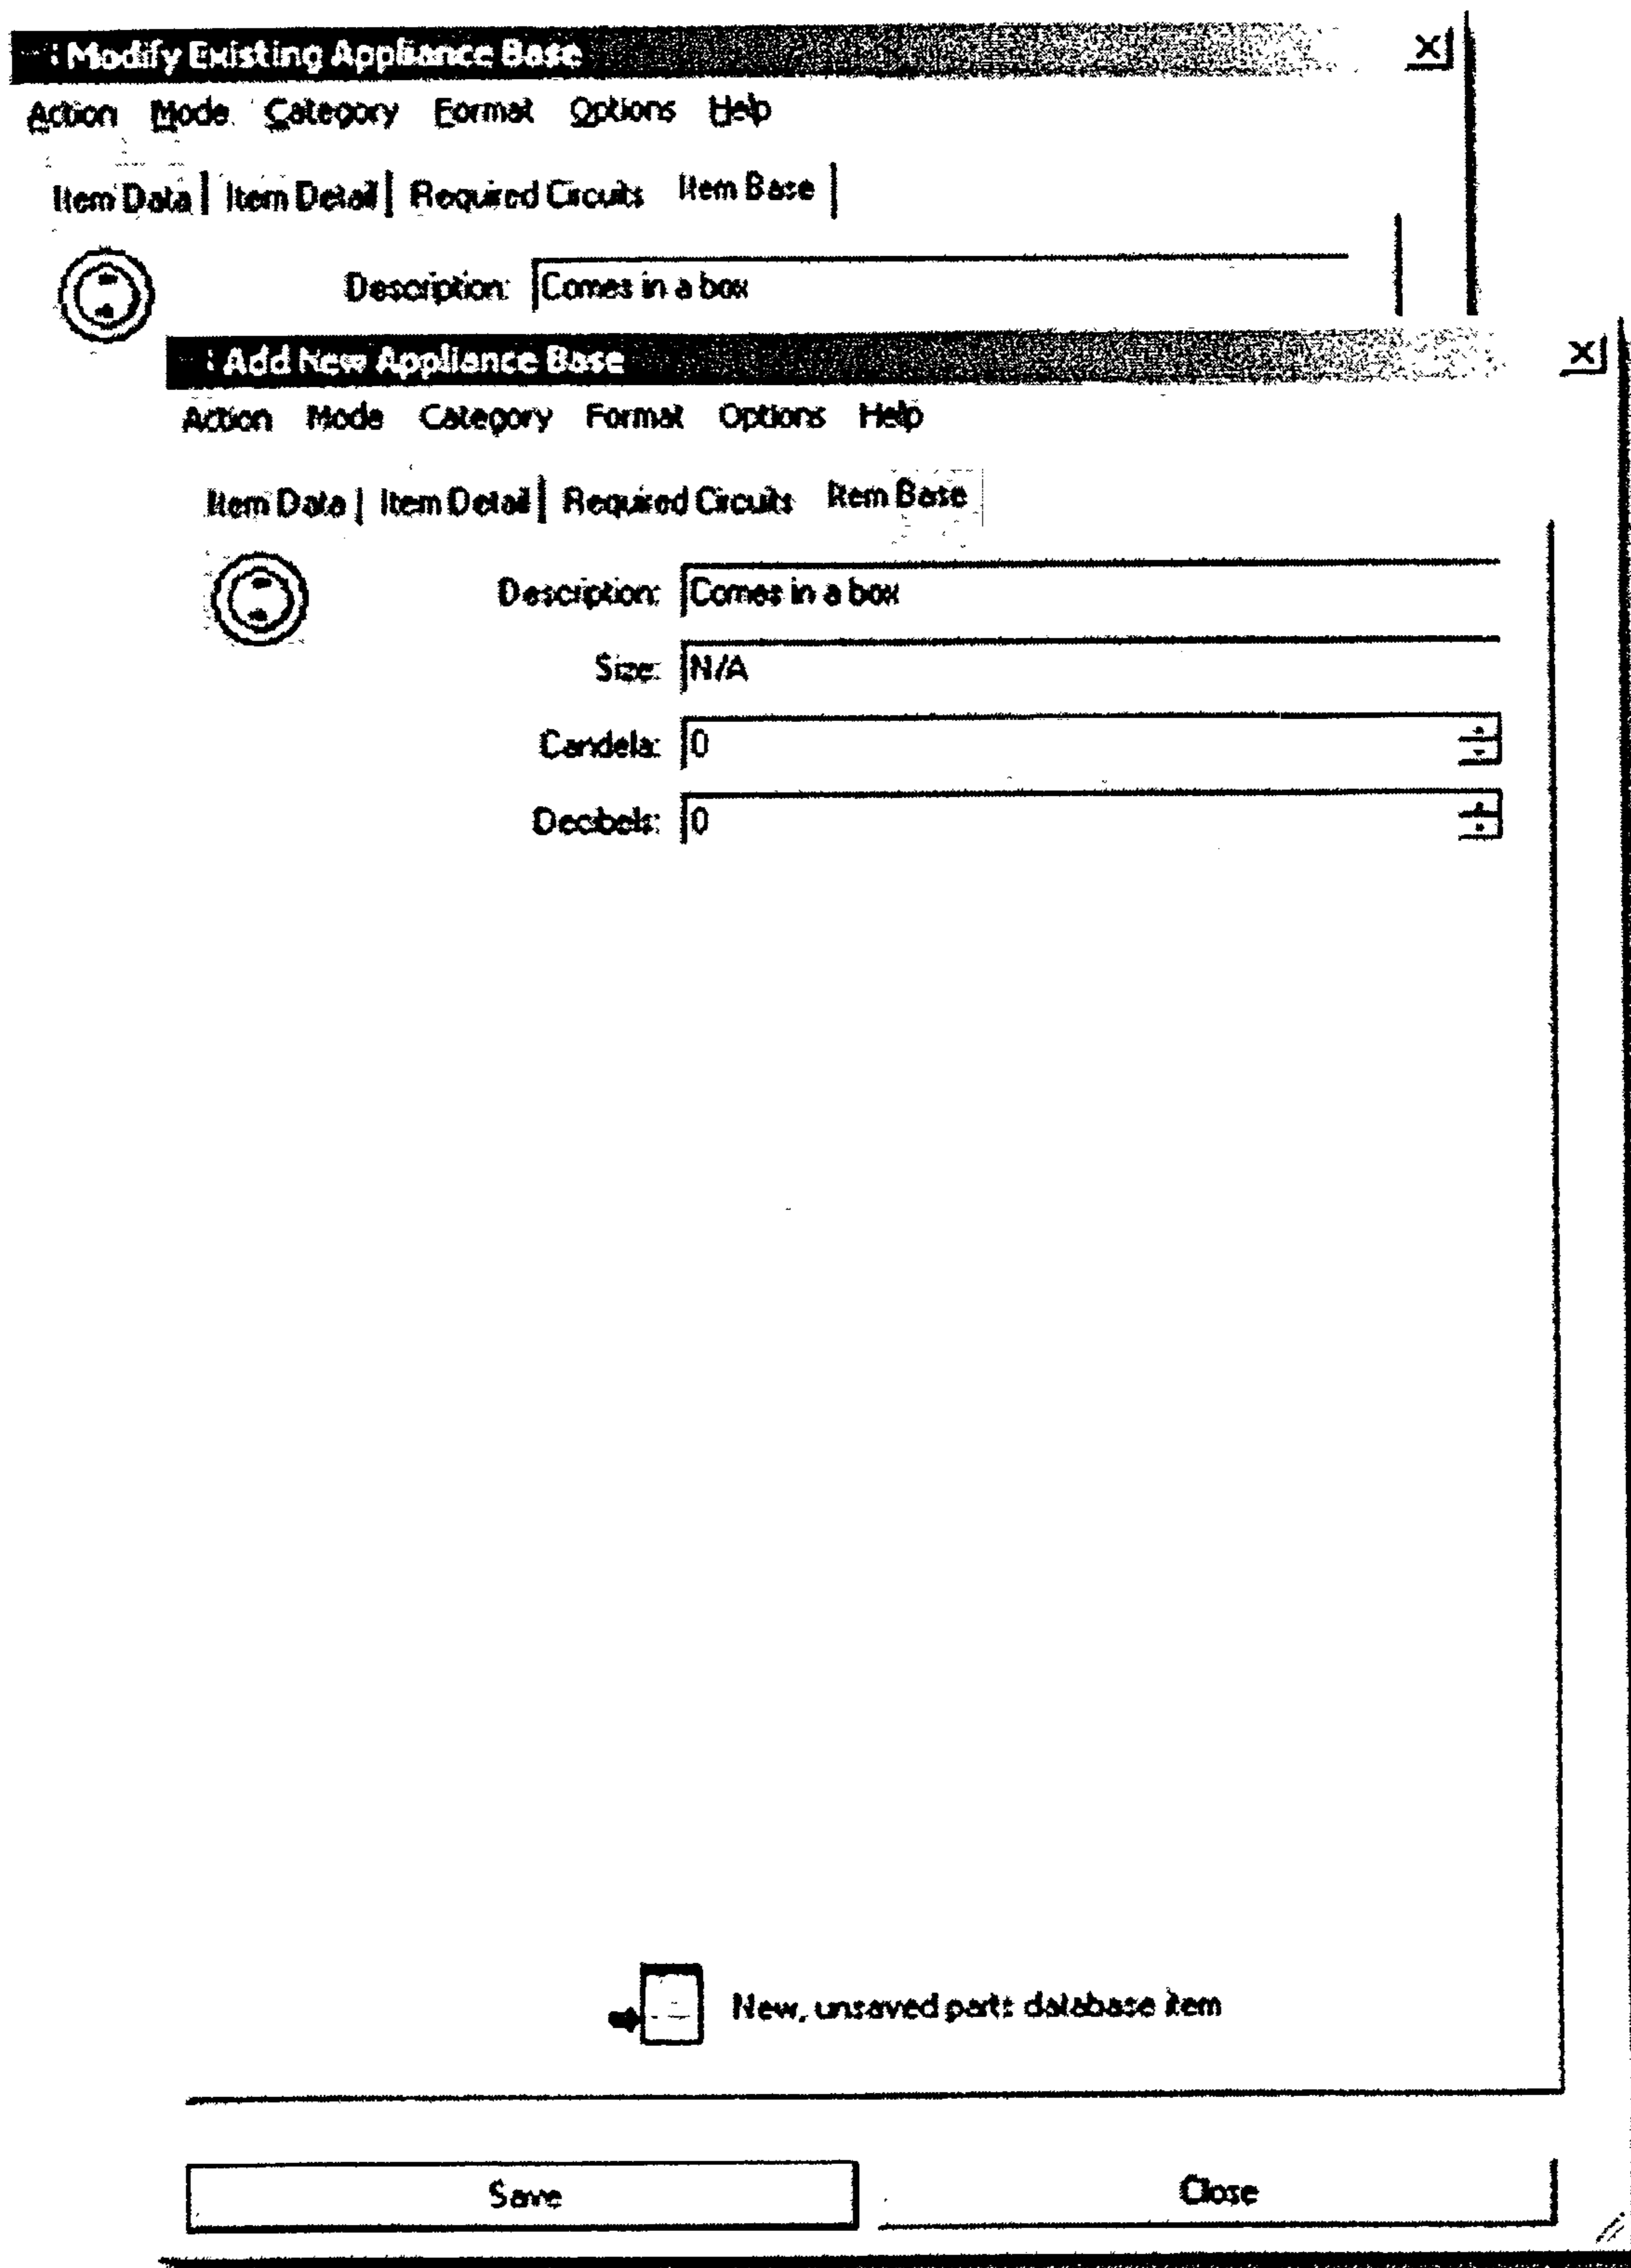 Modify Existing Appliance Base
Action Mode Category Format Options Help
Item Data Item Detail Required Circuits Item Base
Description: Comes in a box
Add New Appliance Base
Action Mode Category Format Options Help
Item Data Item Detail Required Circuits Item Base
Description: Comes in a box
Size: N/A
Candela: 0
Decibels: 0
New, unsaved parts database item
Save Close